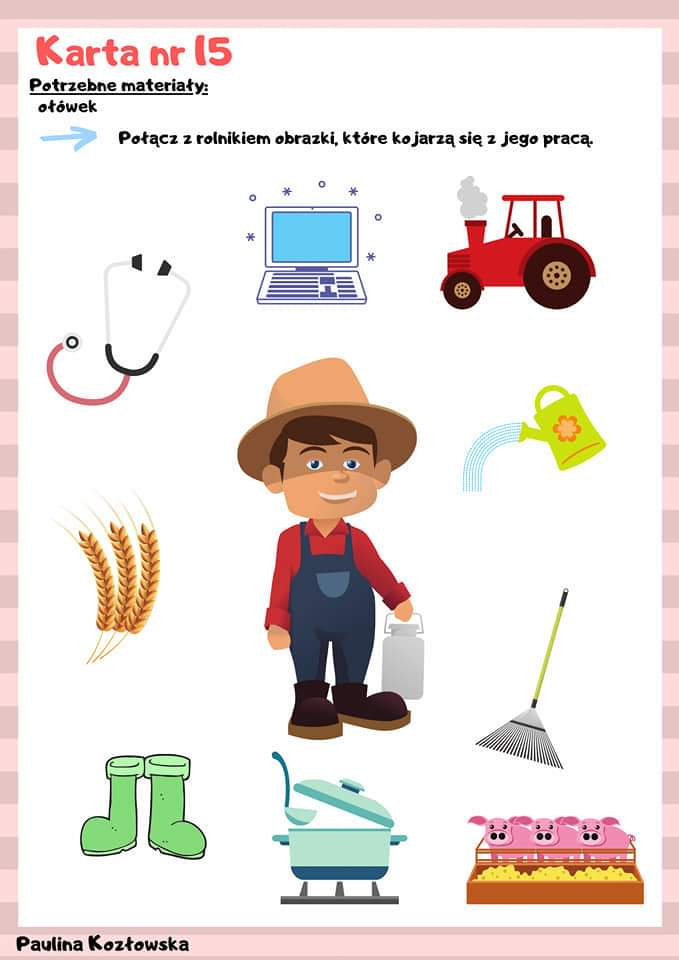 Karta nr 15
Potrzebne materiały:
ołówek
Połącz z rolnikiem obrazki, które kojarzą się z jego pracą.
Paulina Kozłowska